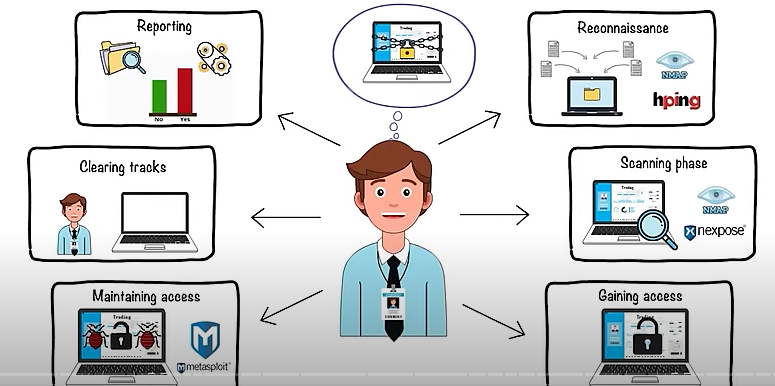 Reporting
No Yes
Trading
Reconnaissance
NMAP
hping
Clearing tracks
Scanning phase
Trading
NMAP
nexpose
Maintaining access
Trading
metasploit
Gaining access
Trading